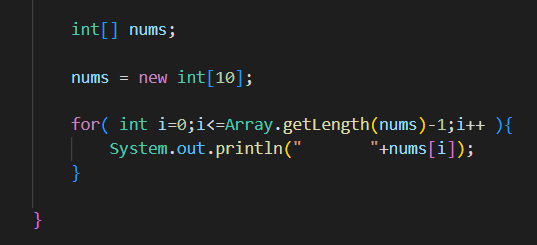 int[] nums;
nums = new int[10];
for( int i=0;i<=Array.getLength(nums)-1;i++ ){
System.out.println("      "+nums[i]);
}
}